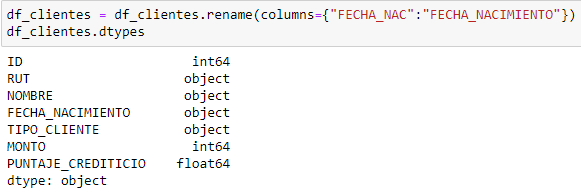 df_clientes = df_clientes.rename(columns={"FECHA_NAC":"FECHA_NACIMIENTO"})
df_clientes.dtypes
ID int64
RUT object
NOMBRE object
FECHA_NACIMIENTO object
TIPO_CLIENTE object
MONTO int64
PUNTAJE_CREDITICIO float64
dtype: object